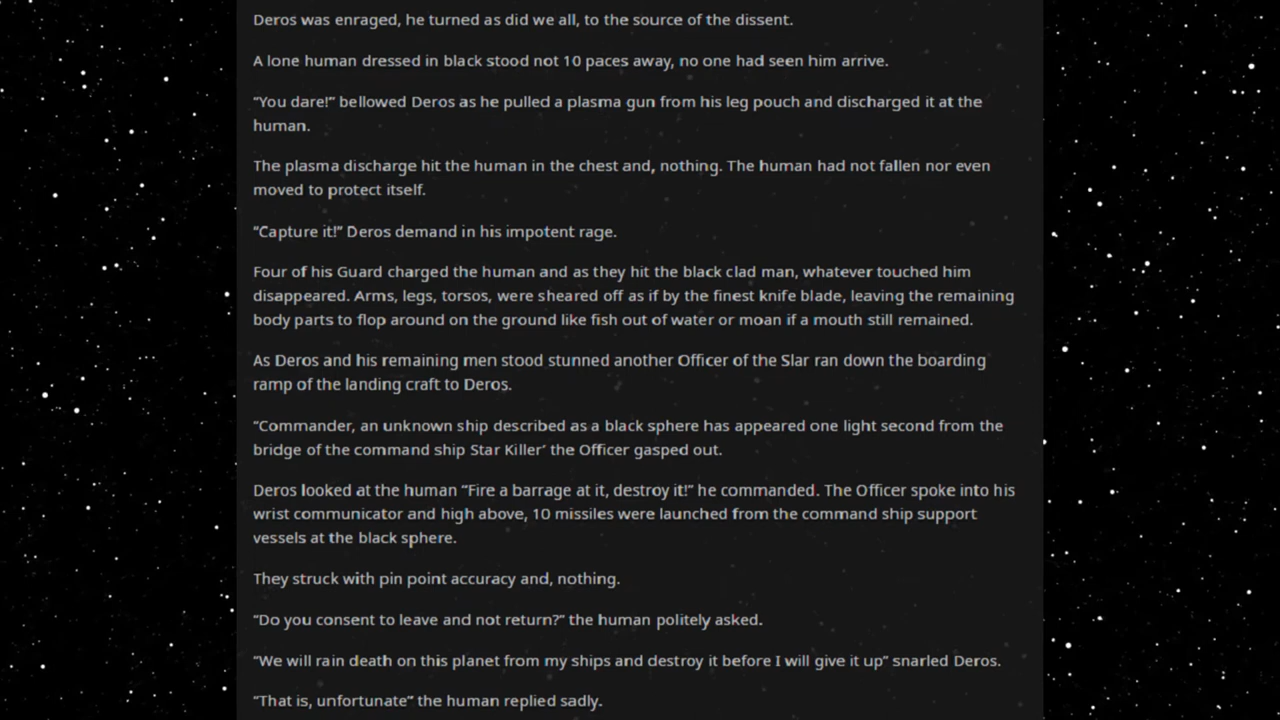 Deros was enraged, he turned as did we all, to the source of the dissent.
A lone human dressed in black stood not 10 paces away, no one had seen him arrive.
“You dare!” bellowed Deros as he pulled a plasma gun from his leg pouch and discharged it at the
human.
The plasma discharge hit the human in the chest and, nothing. The human had not fallen nor even
moved to protect itself.
“Capture it!” Deros demand in his impotent rage.
Four of his Guard charged the human and as they hit the black clad man, whatever touched him
disappeared. Arms, legs, torsos, were sheared off as if by the finest knife blade, leaving the remaining
body parts to flop around on the ground like fish out of water or moan if a mouth still remained.
As Deros and his remaining men stood stunned another Officer of the Slar ran down the boarding
ramp of the landing craft to Deros.
“Commander, an unknown ship described as a black sphere has appeared one light second from the
bridge of the command ship Star Killer’ the Officer gasped out.
Deros looked at the human “Fire a barrage at it, destroy it!” he commanded. The Officer spoke into his
wrist communicator and high above, 10 missiles were launched from the command ship support
vessels at the black sphere.
They struck with pin point accuracy and, nothing.
“Do you consent to leave and not return?” the human politely asked.
“We will rain death on this planet from my ships and destroy it before I will give it up” snarled Deros.
“That is, unfortunate” the human replied sadly.